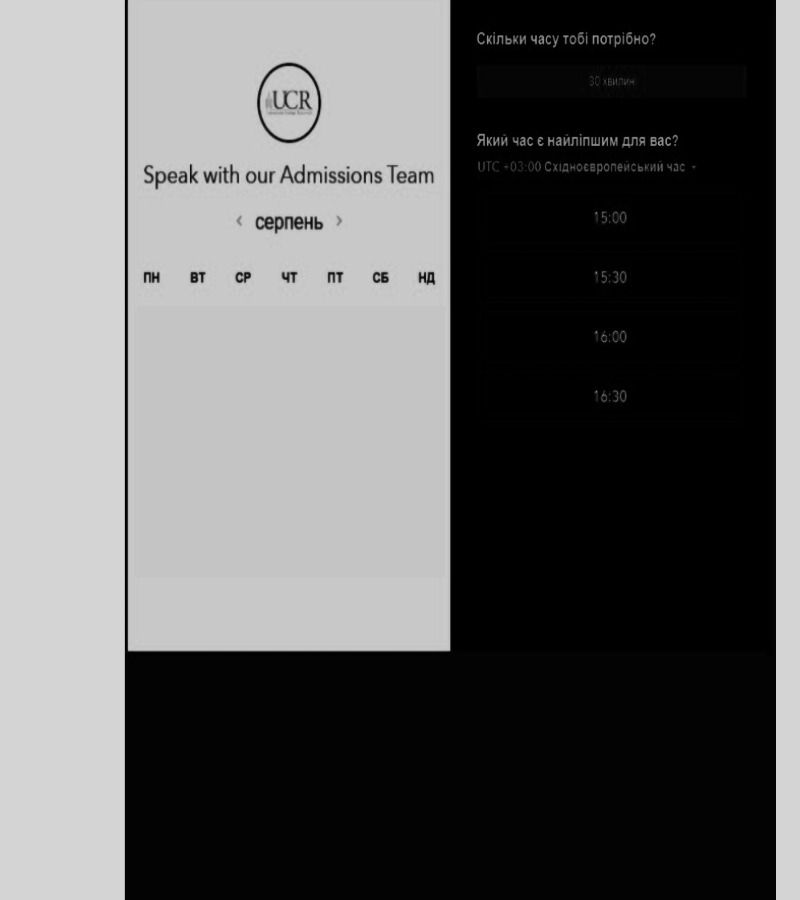 UCR
Speak with our Admissions Team
‹ серпень ›
ПН ВТ СР ЧТ ПТ СБ НД
Скільки часу тобі потрібно?
30 хвилин
Який час є найліпшим для вас?
UTC +03:00 Східноєвропейський час
15:00
15:30
16:00
16:30